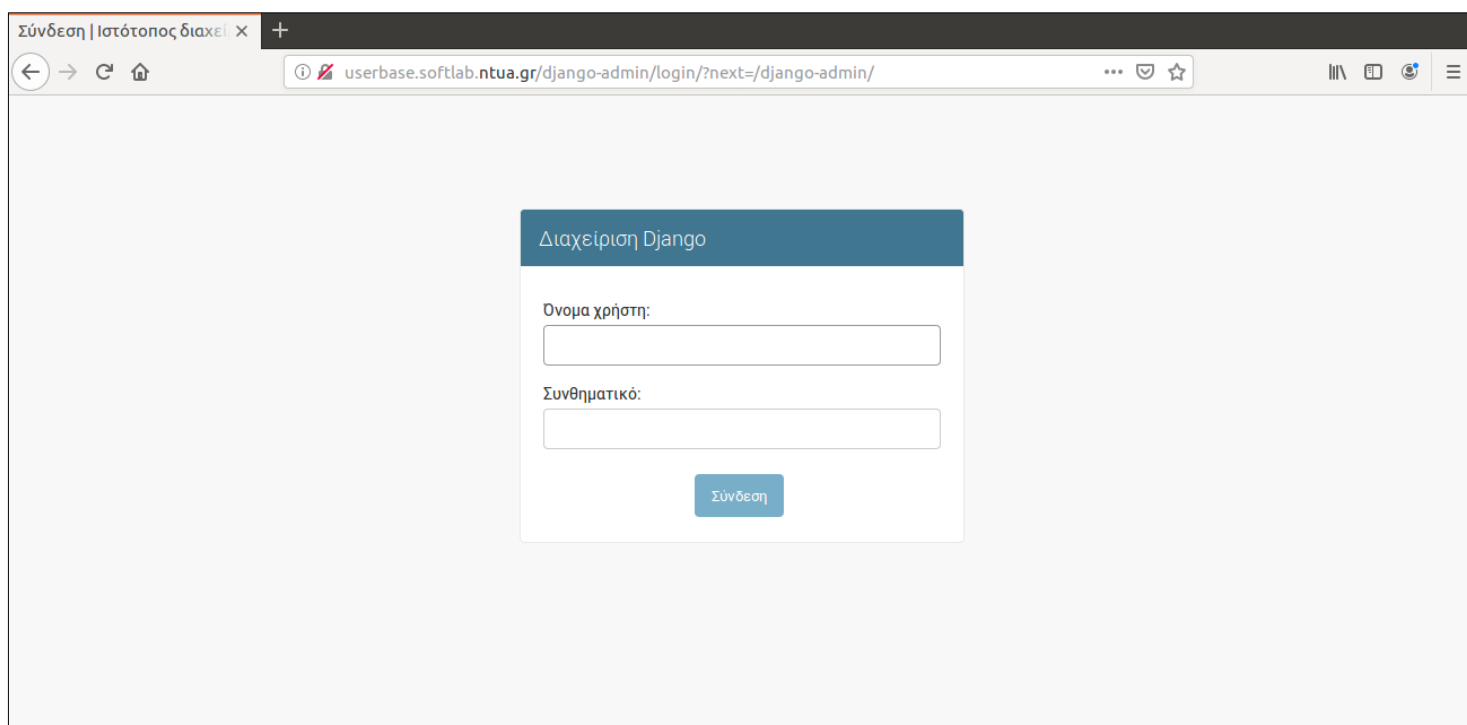 Σύνδεση | Ιστότοπος διαχεί
userbase.softlab.ntua.gr/django-admin/login/?next=/django-admin/
Διαχείριση Django
Όνομα χρήστη:
Συνθηματικό:
Σύνδεση